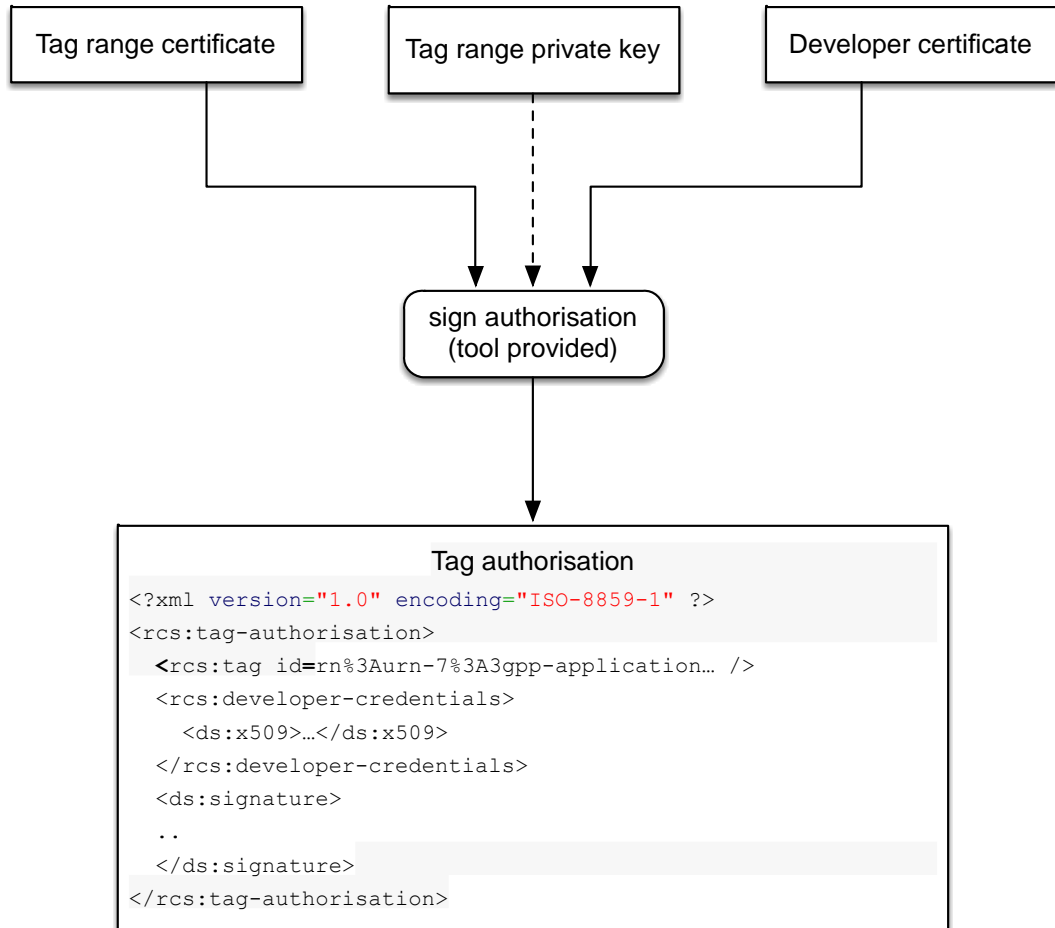 Tag range certificate
Tag range private key
Developer certificate
sign authorisation
(tool provided)
Tag authorisation
<?xml version="1.0" encoding="ISO-8859-1" ?>
<rcs:tag-authorisation>
<rcs:tag id=rn%3Aurn-7%3A3gpp-application… />
<rcs:developer-credentials>
<ds:x509>…</ds:x509>
</rcs:developer-credentials>
<ds:signature>
..
</ds:signature>
</rcs:tag-authorisation>